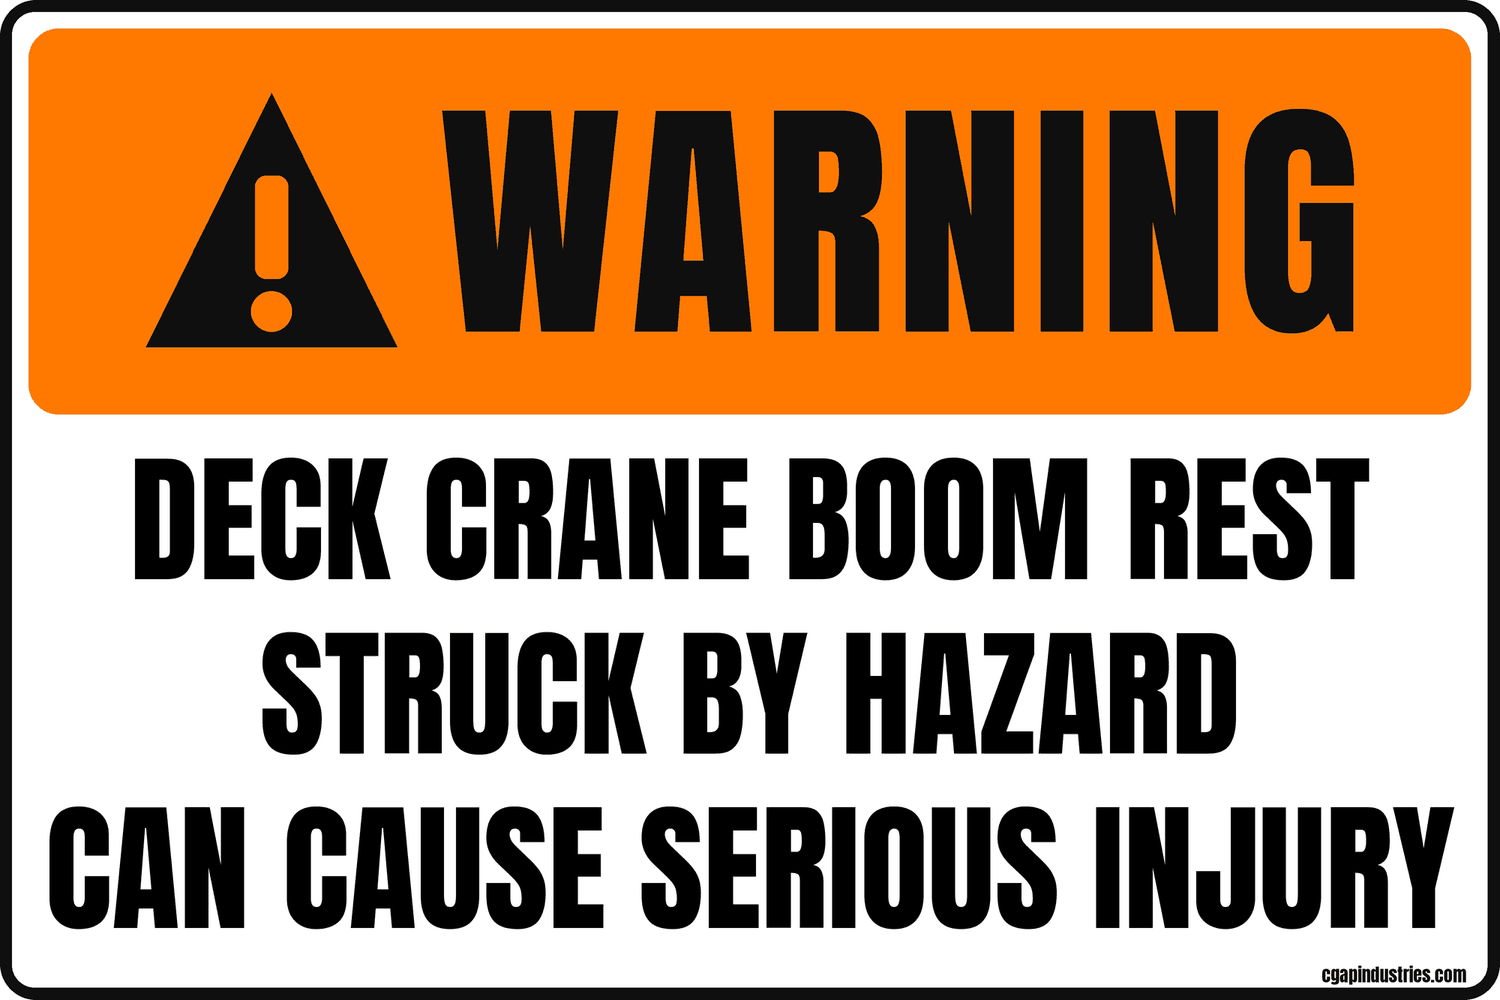 WARNING
DECK CRANE BOOM REST
STRUCK BY HAZARD
CAN CAUSE SERIOUS INJURY
cgapindustries.com